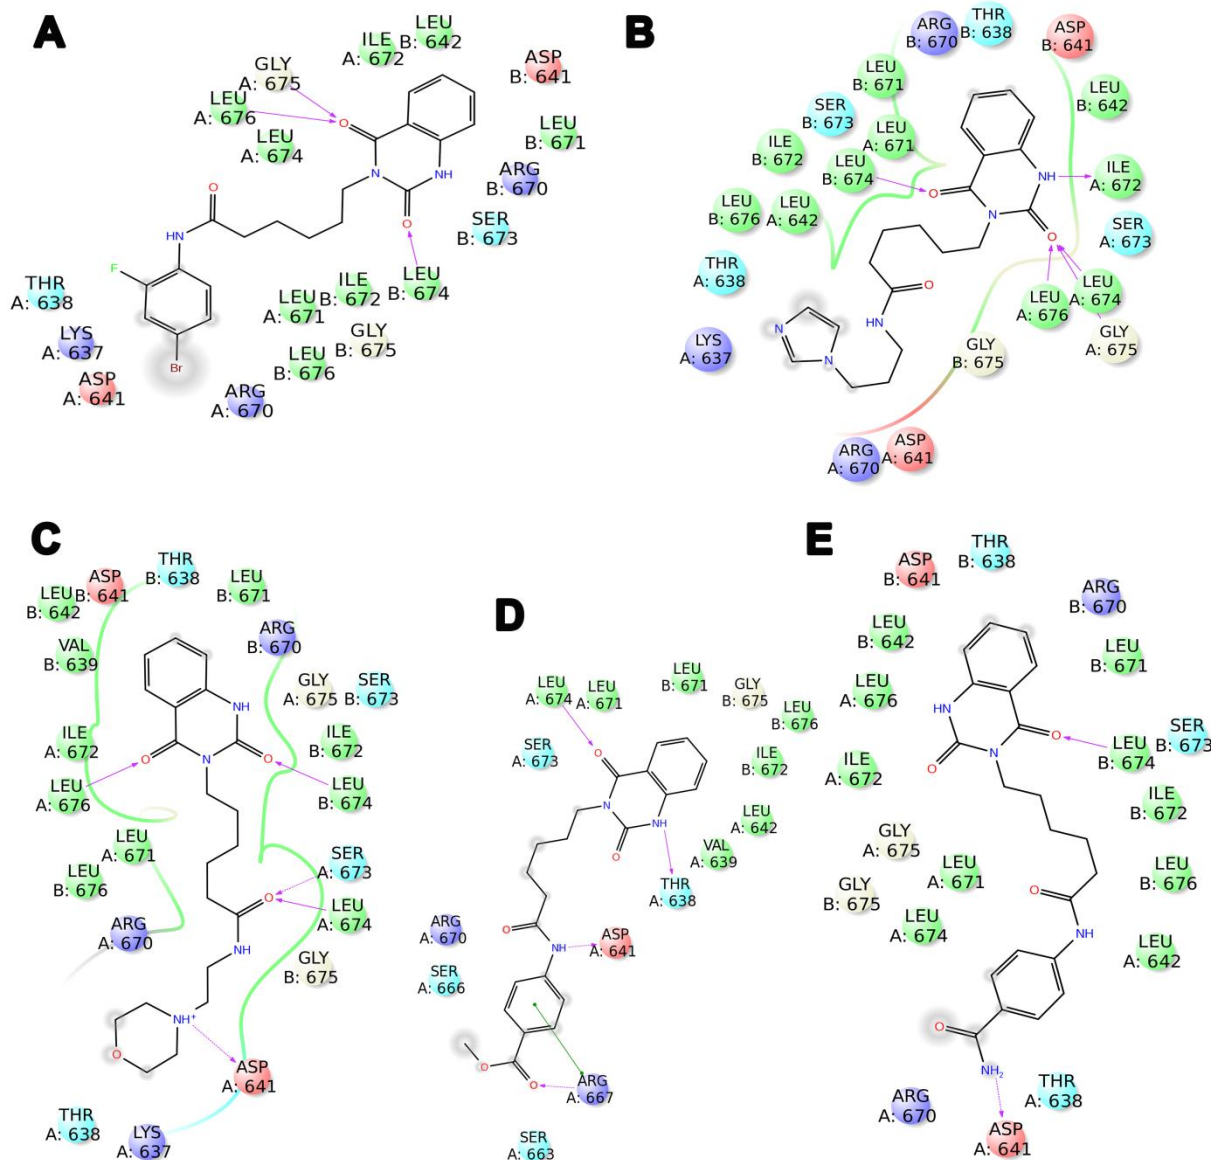 A
LEU
B: 642
ILE
A: 672
GLY
A: 675
ASP
B: 641
LEU
A: 676
O
LEU
A: 674
LEU
B: 671
N
NH
ARG
B: 670
O
O
SER
B: 673
NH
F
THR
A: 638
ILE
B: 672
LEU
B: 674
LEU
A: 671
LYS
A: 637
GLY
B: 675
LEU
B: 676
Br
ASP
A: 641
ARG
A: 670
B
ARG
B: 670
THR
B: 638
ASP
B: 641
LEU
B: 671
LEU
B: 642
SER
B: 673
LEU
A: 671
ILE
B: 672
LEU
B: 674
NH
ILE
A: 672
O
N
LEU
B: 676
LEU
A: 642
O
SER
A: 673
THR
A: 638
LEU
A: 674
O
LEU
A: 676
N
NH
GLY
A: 675
LYS
A: 637
N
GLY
B: 675
ARG
A: 670
ASP
A: 641
C
THR
B: 638
ASP
B: 641
LEU
B: 671
LEU
B: 642
ARG
B: 670
VAL
B: 639
GLY
A: 675
SER
B: 673
NH
ILE
A: 672
ILE
B: 672
O
N
O
LEU
A: 676
LEU
B: 674
LEU
A: 671
SER
A: 673
LEU
B: 676
O
LEU
A: 674
ARG
A: 670
NH
GLY
B: 675
NH+
O
ASP
A: 641
THR
A: 638
LYS
A: 637
D
LEU
A: 674
LEU
A: 671
LEU
B: 671
GLY
B: 675
LEU
B: 676
SER
A: 673
O
ILE
B: 672
N
NH
LEU
A: 642
O
VAL
A: 639
THR
A: 638
ARG
A: 670
O
NH
ASP
A: 641
SER
A: 666
O
O
ARG
A: 667
SER
A: 663
E
THR
B: 638
ASP
B: 641
ARG
B: 670
LEU
B: 642
LEU
B: 671
LEU
A: 676
NH
O
SER
B: 673
N
LEU
B: 674
ILE
A: 672
O
ILE
B: 672
GLY
A: 675
LEU
A: 671
LEU
B: 676
GLY
B: 675
O
LEU
A: 674
NH
LEU
A: 642
O
NH2
THR
A: 638
ARG
A: 670
ASP
A: 641